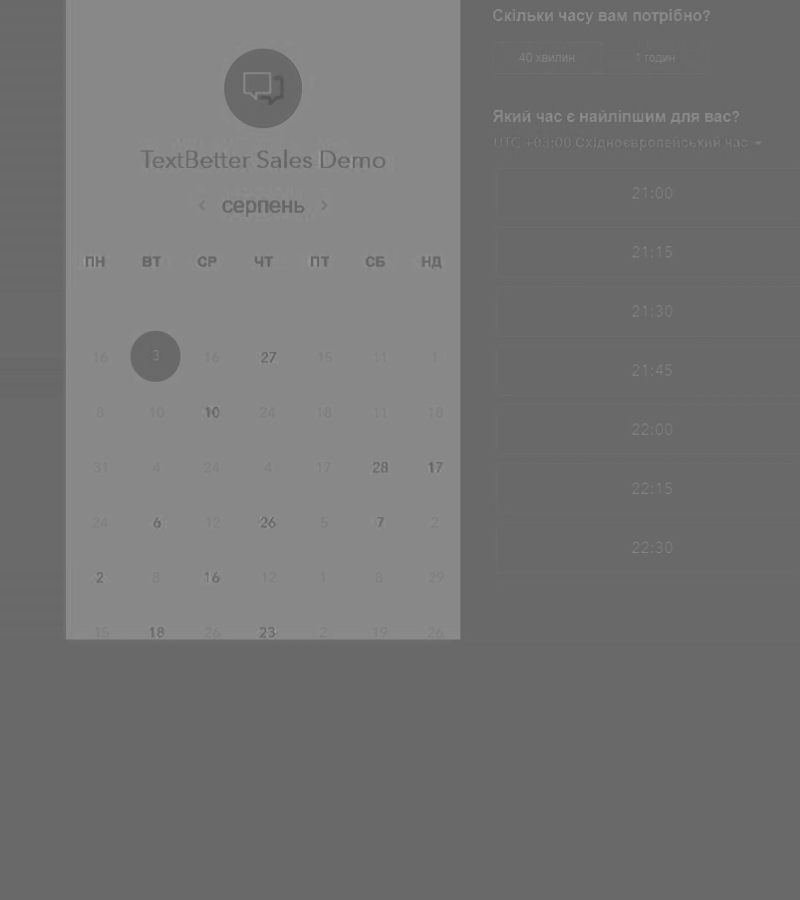 TextBetter Sales Demo
‹ серпень ›
ПН ВТ СР ЧТ ПТ СБ НД
16 3 16 27 15 11 1
8 10 10 24 18 11 18
31 4 24 4 17 28 17
24 6 12 26 5 7 2
2 8 16 12 1 8 29
15 18 26 23 2 19 26
Скільки часу вам потрібно?
40 хвилин 1 годин
Який час є найліпшим для вас?
UTC +03:00 Східноєвропейський час
21:00
21:15
21:30
21:45
22:00
22:15
22:30